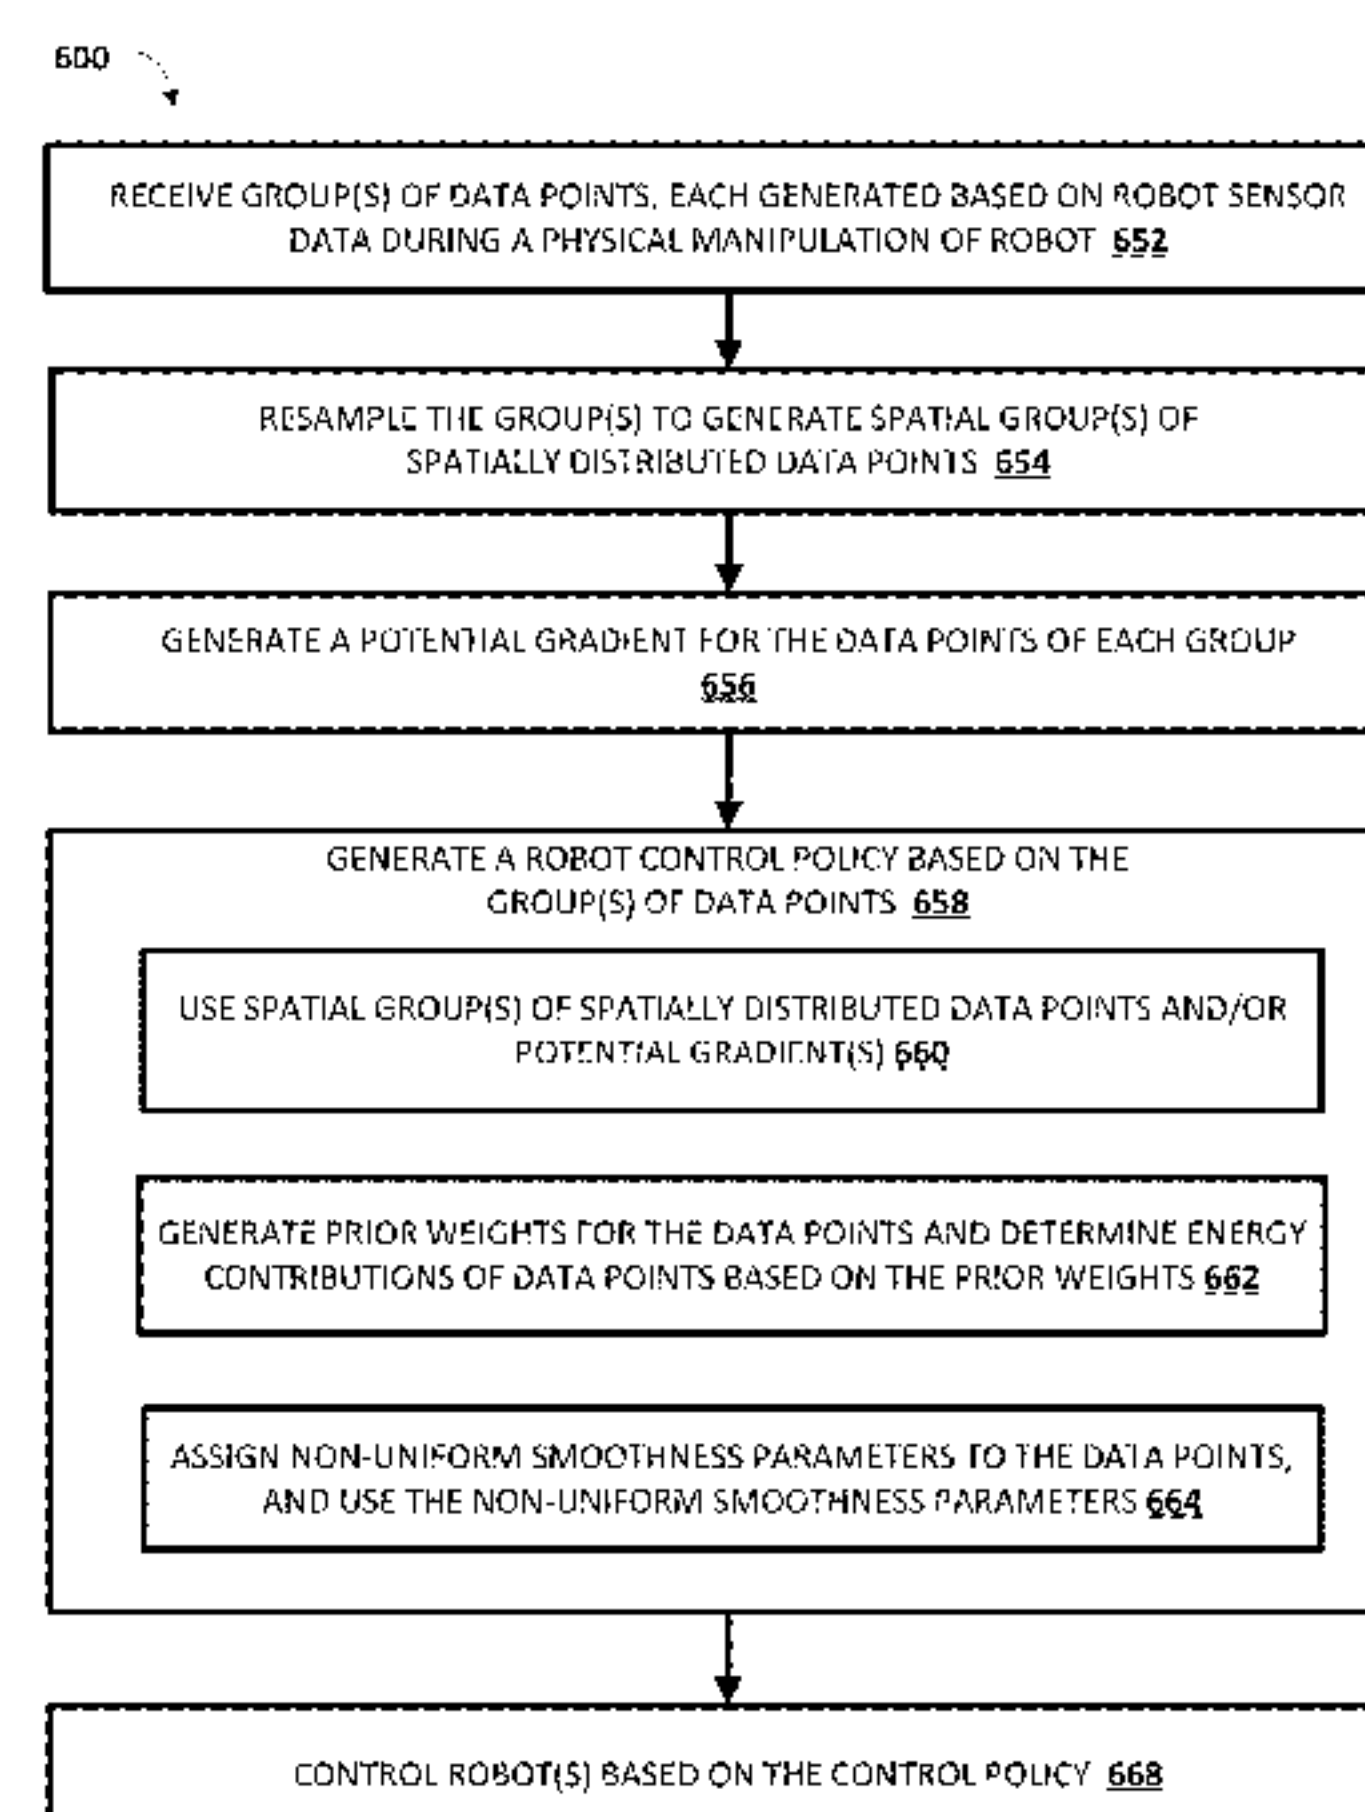 600
RECEIVE GROUP(S) OF DATA POINTS, EACH GENERATED BASED ON ROBOT SENSOR
DATA DURING A PHYSICAL MANIPULATION OF ROBOT 652
RESAMPLE THE GROUP(S) TO GENERATE SPATIAL GROUP(S) OF
SPATIALLY DISTRIBUTED DATA POINTS 654
GENERATE A POTENTIAL GRADIENT FOR THE DATA POINTS OF EACH GROUP
656
GENERATE A ROBOT CONTROL POLICY BASED ON THE
GROUP(S) OF DATA POINTS 658
USE SPATIAL GROUP(S) OF SPATIALLY DISTRIBUTED DATA POINTS AND/OR
POTENTIAL GRADIENT(S) 660
GENERATE PRIOR WEIGHTS FOR THE DATA POINTS AND DETERMINE ENERGY
CONTRIBUTIONS OF DATA POINTS BASED ON THE PRIOR WEIGHTS 662
ASSIGN NON-UNIFORM SMOOTHNESS PARAMETERS TO THE DATA POINTS,
AND USE THE NON-UNIFORM SMOOTHNESS PARAMETERS 664
CONTROL ROBOT(S) BASED ON THE CONTROL POLICY 668